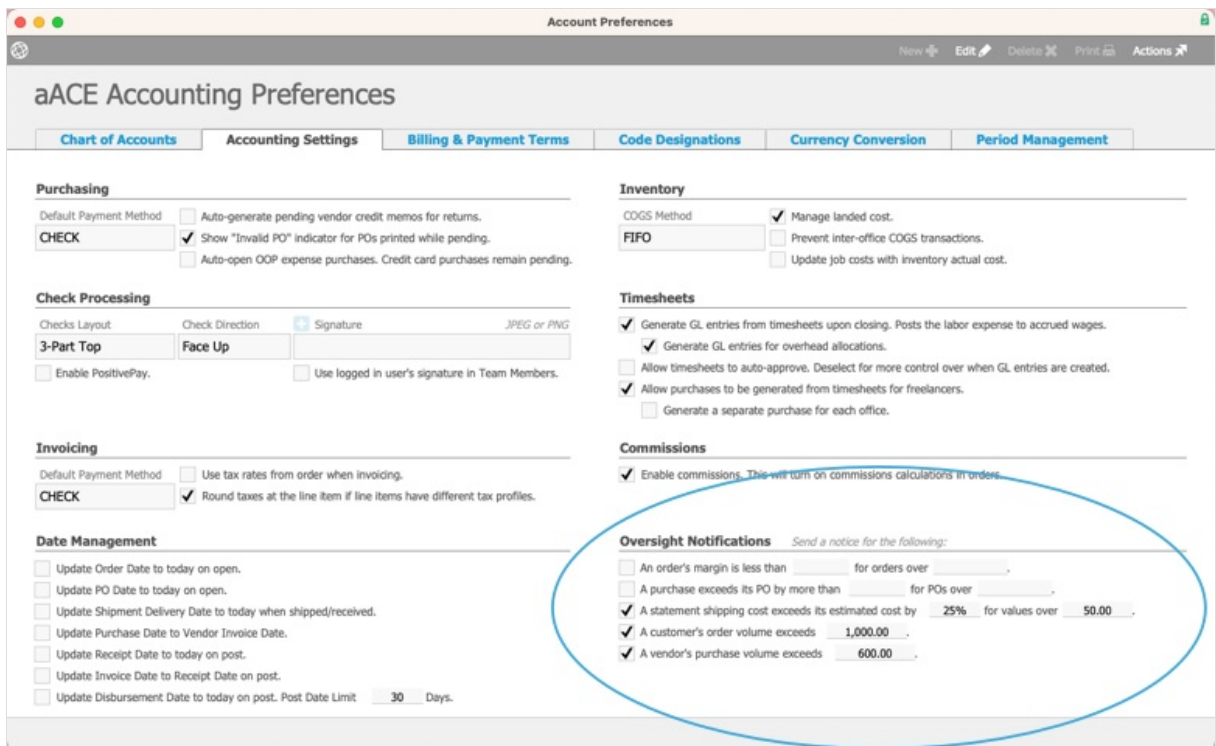 Account Preferences
New Edit Delete Print Actions
aACE Accounting Preferences
Chart of Accounts Accounting Settings Billing & Payment Terms Code Designations Currency Conversion Period Management
Purchasing
Default Payment Method
CHECK
Auto-generate pending vendor credit memos for returns.
Show "Invalid PO" indicator for POs printed while pending.
Auto-open OOP expense purchases. Credit card purchases remain pending.
Check Processing
Checks Layout Check Direction Signature JPEG or PNG
3-Part Top Face Up
Enable PositivePay. Use logged in user's signature in Team Members.
Invoicing
Default Payment Method
CHECK
Use tax rates from order when invoicing.
Round taxes at the line item if line items have different tax profiles.
Date Management
Update Order Date to today on open.
Update PO Date to today on open.
Update Shipment Delivery Date to today when shipped/received.
Update Purchase Date to Vendor Invoice Date.
Update Receipt Date to today on post.
Update Invoice Date to Receipt Date on post.
Update Disbursement Date to today on post. Post Date Limit 30 Days.
Inventory
COGS Method
FIFO
Manage landed cost.
Prevent inter-office COGS transactions.
Update job costs with inventory actual cost.
Timesheets
Generate GL entries from timesheets upon closing. Posts the labor expense to accrued wages.
Generate GL entries for overhead allocations.
Allow timesheets to auto-approve. Deselect for more control over when GL entries are created.
Allow purchases to be generated from timesheets for freelancers.
Generate a separate purchase for each office.
Commissions
Enable commissions. This will turn on commissions calculations in orders.
Oversight Notifications Send a notice for the following:
An order's margin is less than for orders over .
A purchase exceeds its PO by more than for POs over .
A statement shipping cost exceeds its estimated cost by 25% for values over 50.00 .
A customer's order volume exceeds 1,000.00 .
A vendor's purchase volume exceeds 600.00 .